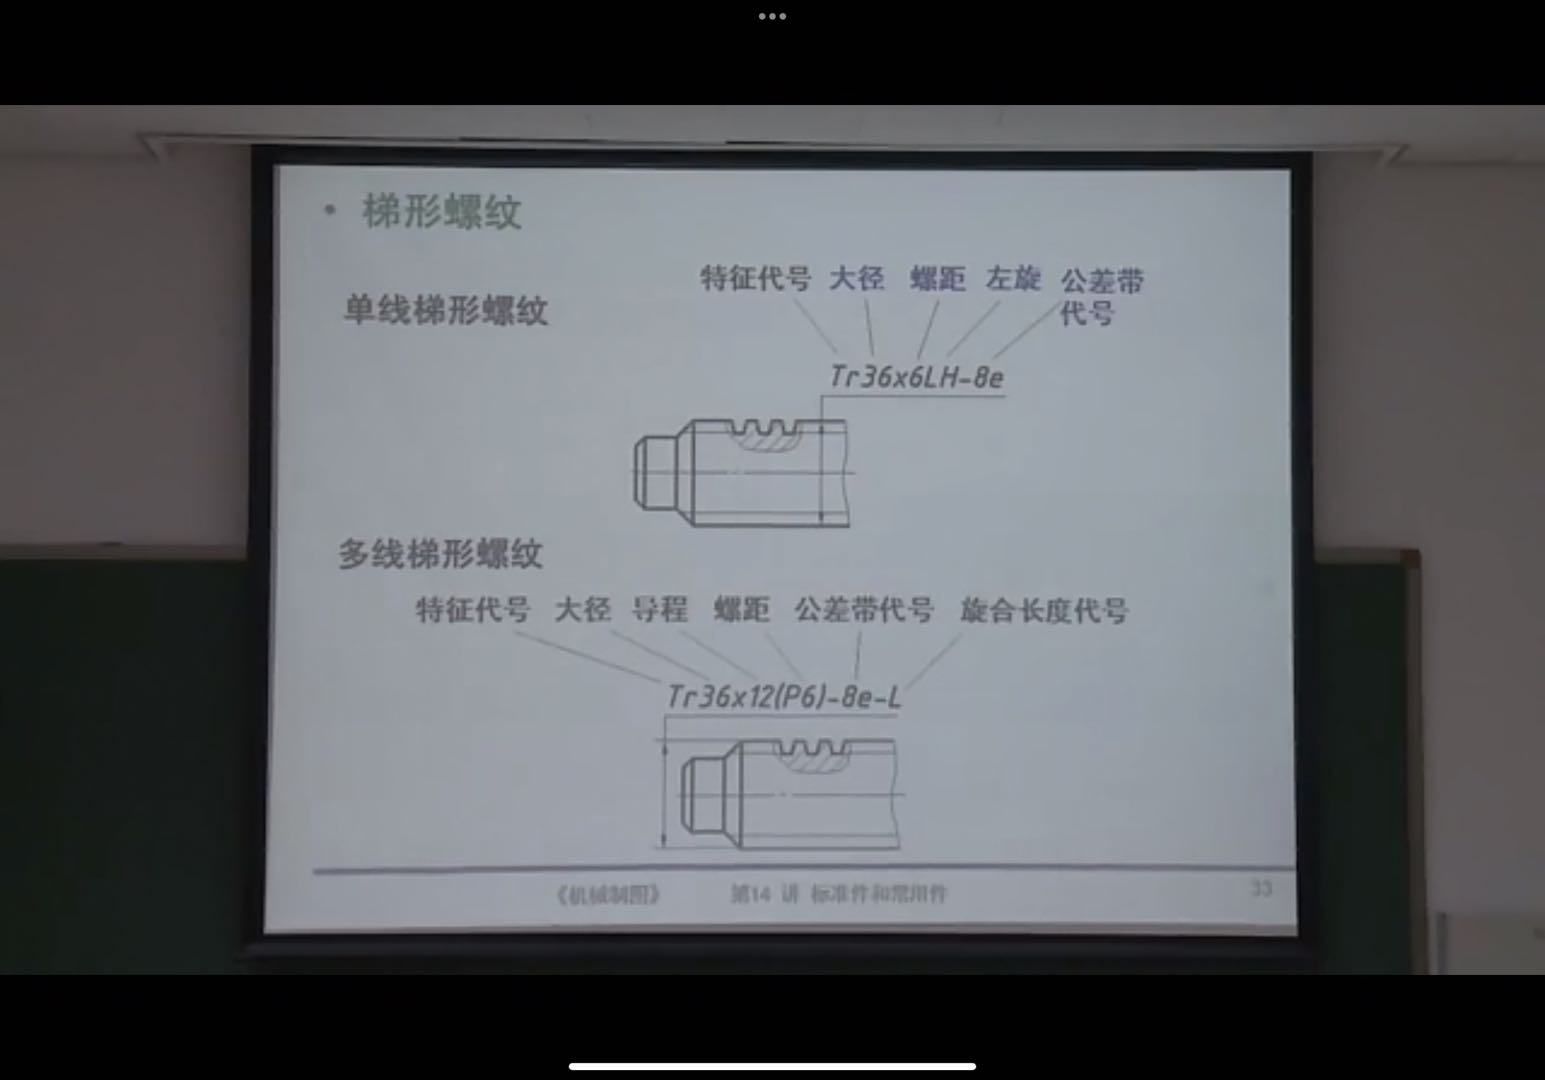 • 梯形螺纹
特征代号 大径 螺距 左旋 公差带
代号
单线梯形螺纹
Tr36x6LH-8e
多线梯形螺纹
特征代号 大径 导程 螺距 公差带代号 旋合长度代号
Tr36x12(P6)-8e-L
《机械制图》 第14 讲 标准件和常用件 33